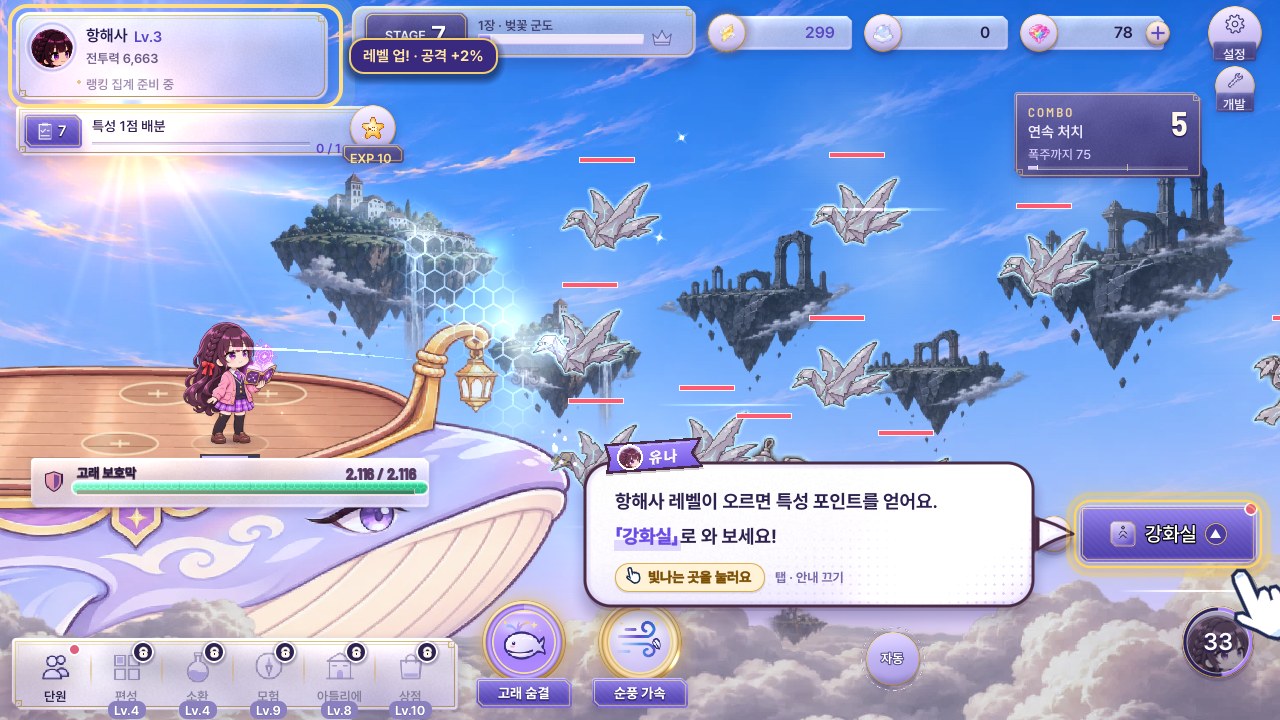 항해사 Lv.3
전투력 6,663
* 랭킹 집계 준비 중
STAGE 7
1장 · 벚꽃 군도
레벨 업! · 공격 +2%
299
0
78
설정
개발
7
특성 1점 배분
0 / 1
EXP 10
COMBO
연속 처치
5
폭주까지 75
고래 보호막
2,116 / 2,116
유나
항해사 레벨이 오르면 특성 포인트를 얻어요.
「강화실」로 와 보세요!
빛나는 곳을 눌러요
탭 · 안내 끄기
강화실
33
자동
고래 숨결
순풍 가속
단원
편성
소환
모험
아틀리에
상점
Lv.4
Lv.4
Lv.9
Lv.8
Lv.10